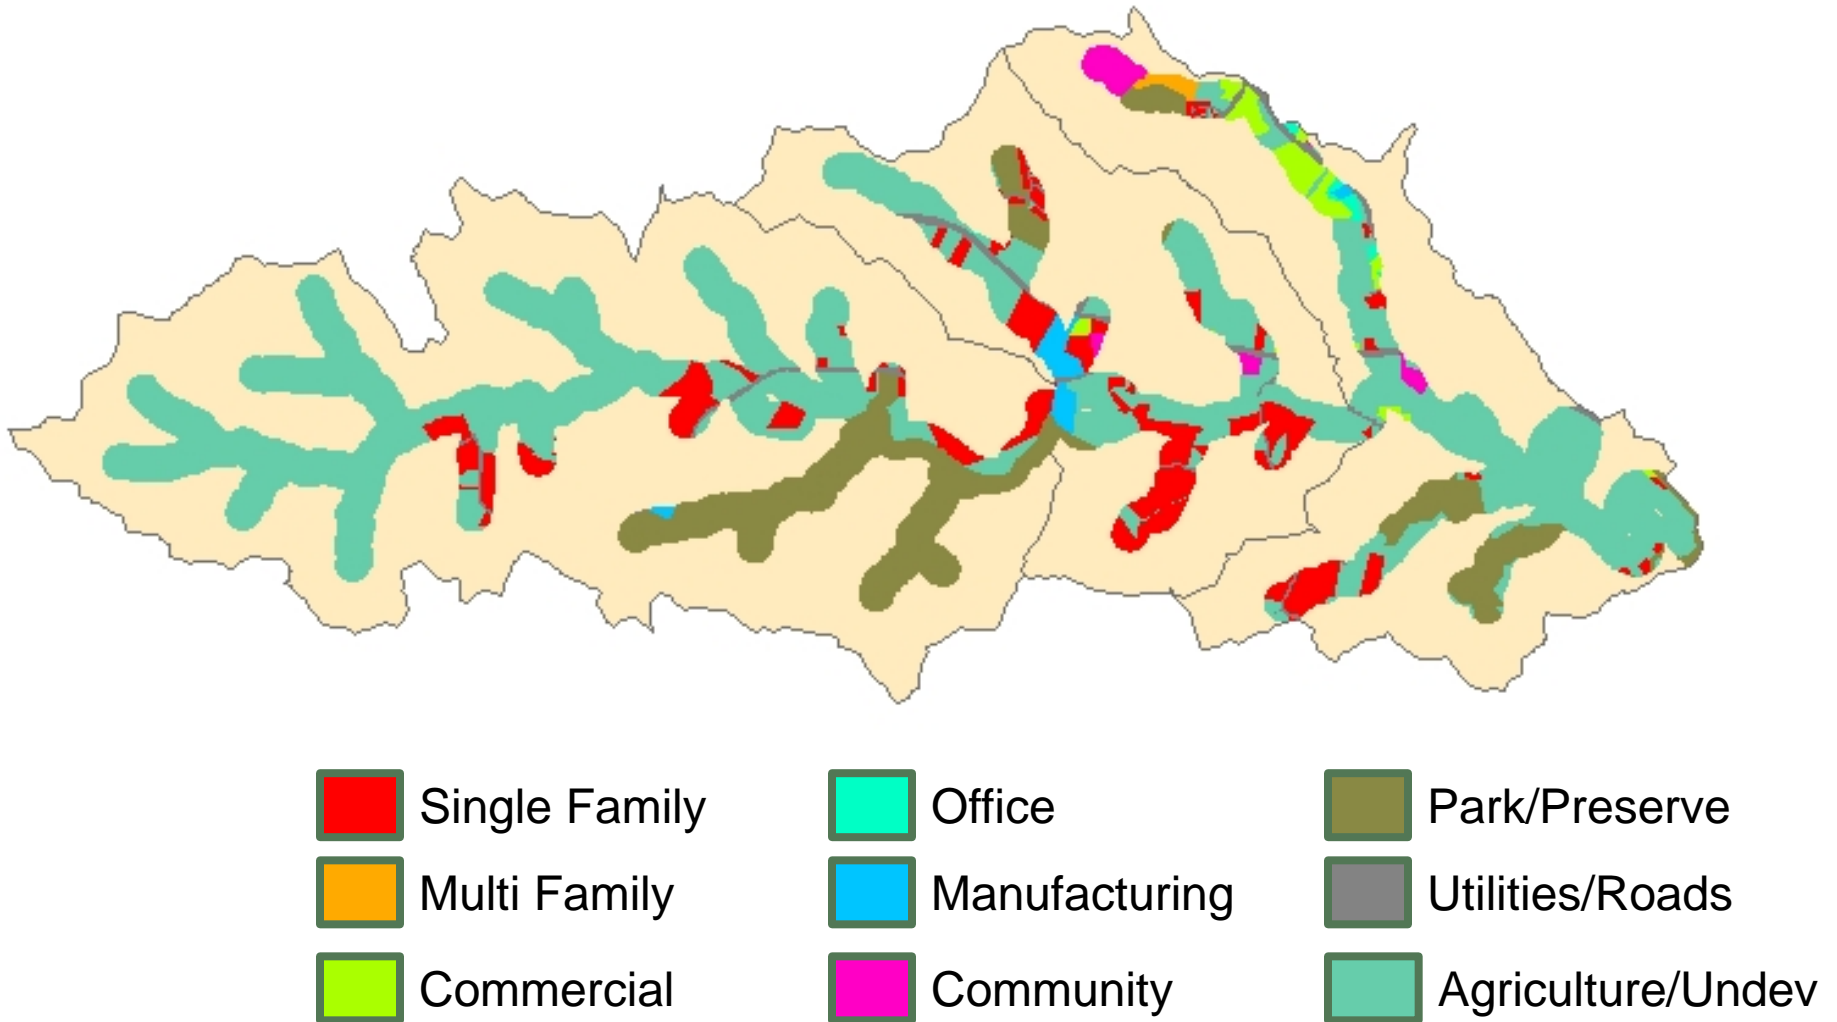 Single Family
Office
Park/Preserve
Multi Family
Manufacturing
Utilities/Roads
Commercial
Community
Agriculture/Undev